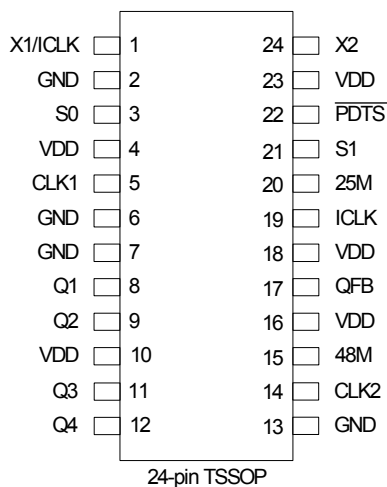 X1/ICLK 1 24 X2
GND 2 23 VDD
S0 3 22 PDTS
VDD 4 21 S1
CLK1 5 20 25M
GND 6 19 ICLK
GND 7 18 VDD
Q1 8 17 QFB
Q2 9 16 VDD
VDD 10 15 48M
Q3 11 14 CLK2
Q4 12 13 GND
24-pin TSSOP